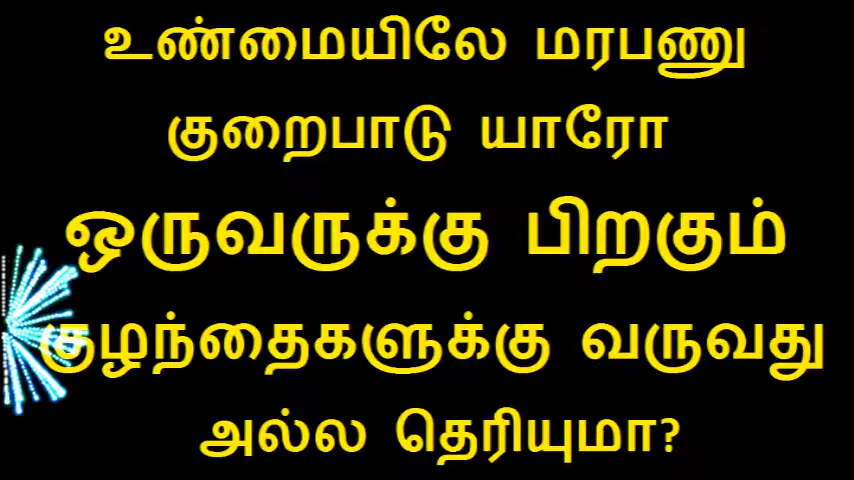 உண்மையிலே மரபணு
குறைபாடு யாரோ
ஒருவருக்கு பிறகும்
குழந்தைகளுக்கு வருவது
அல்ல தெரியுமா?